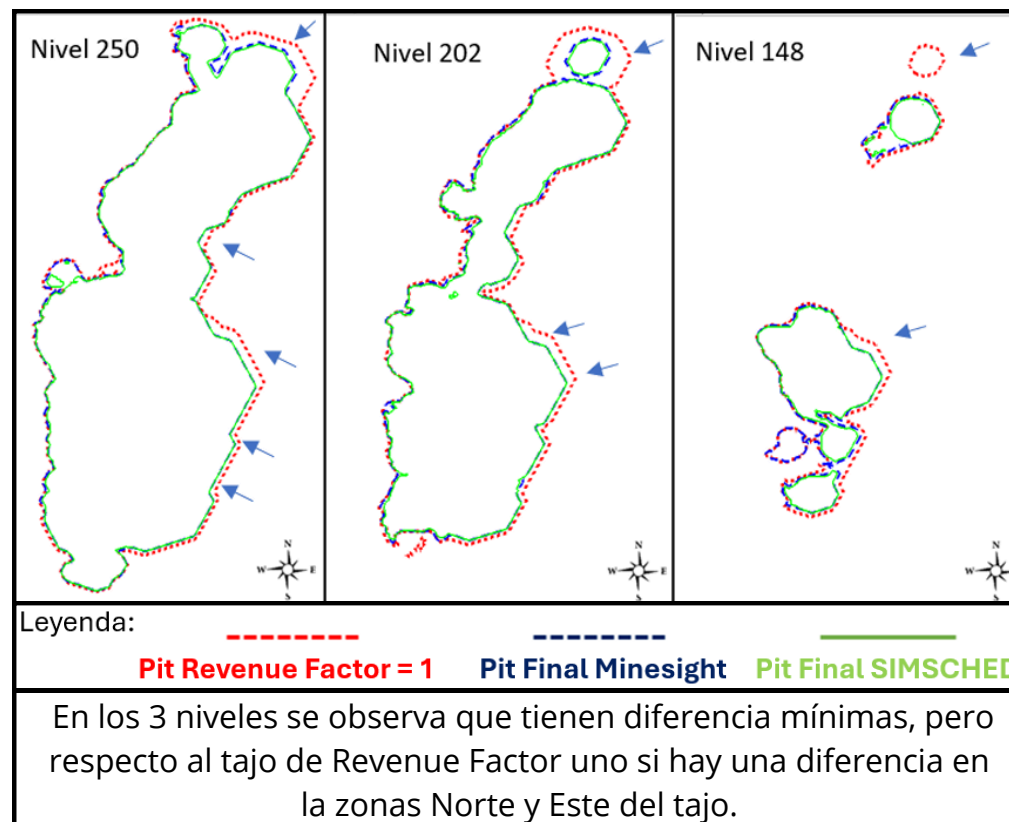 Nivel 250
Nivel 202
Nivel 148
N
W E
S
N
W E
S
N
W
S
Leyenda:
Pit Revenue Factor = 1
Pit Final Minesight
Pit Final SIMSCHED
En los 3 niveles se observa que tienen diferencia mínimas, pero
respecto al tajo de Revenue Factor uno si hay una diferencia en
la zonas Norte y Este del tajo.